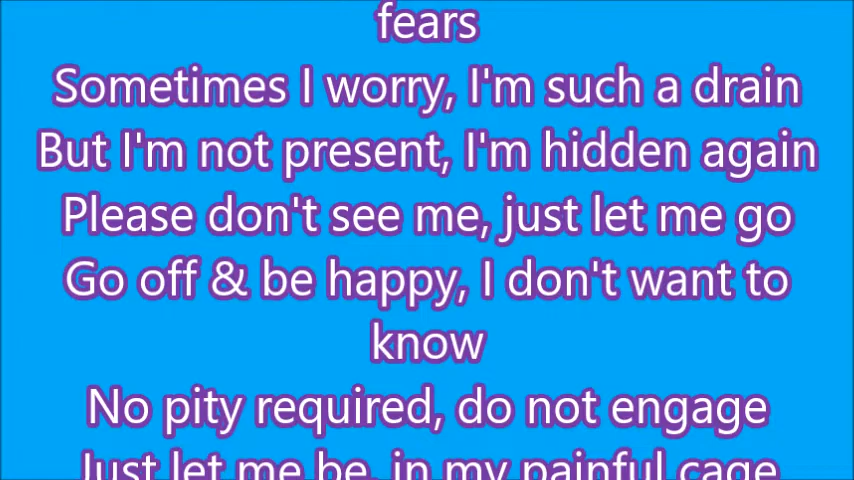 fears
Sometimes I worry, I'm such a drain
But I'm not present, I'm hidden again
Please don't see me, just let me go
Go off & be happy, I don't want to
know
No pity required, do not engage
Just let me be, in my painful cage